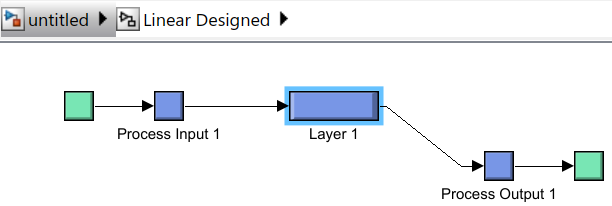 untitled Linear Designed
Process Input 1
Layer 1
Process Output 1